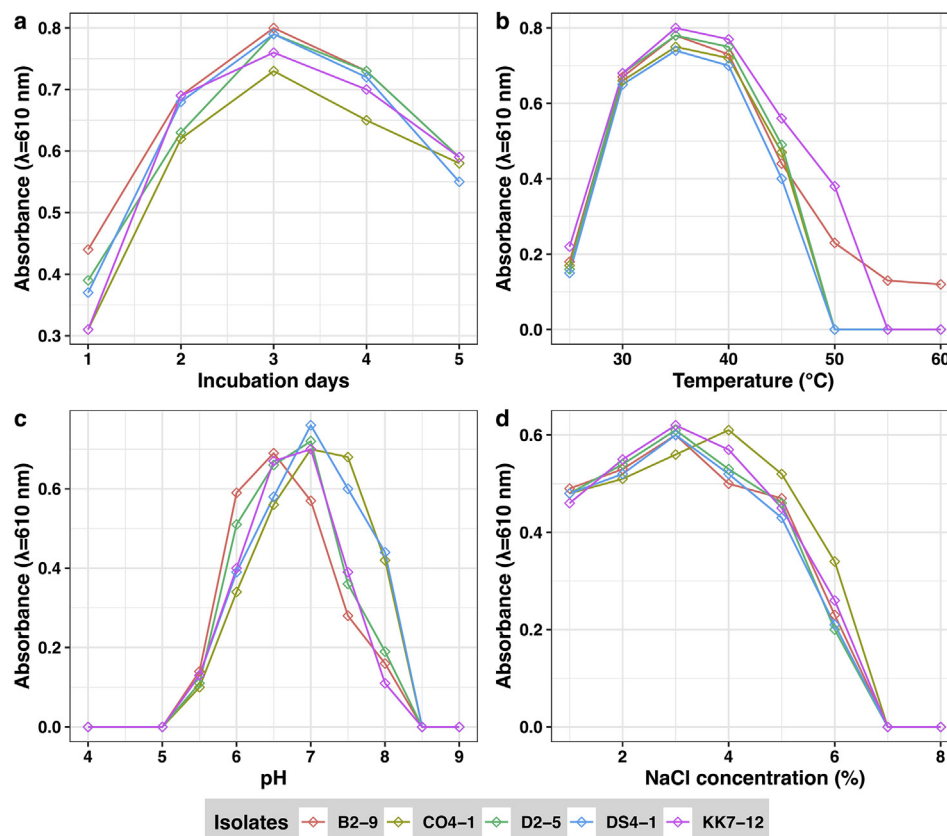 a
Absorbance (λ=610 nm)
0.8
0.7
0.6
0.5
0.4
0.3
1 2 3 4 5
Incubation days
b
Absorbance (λ=610 nm)
0.8
0.6
0.4
0.2
0.0
30 40 50 60
Temperature (°C)
c
Absorbance (λ=610 nm)
0.6
0.4
0.2
0.0
4 5 6 7 8 9
pH
d
Absorbance (λ=610 nm)
0.6
0.4
0.2
0.0
2 4 6 8
NaCl concentration (%)
Isolates B2−9 CO4−1 D2−5 DS4−1 KK7−12